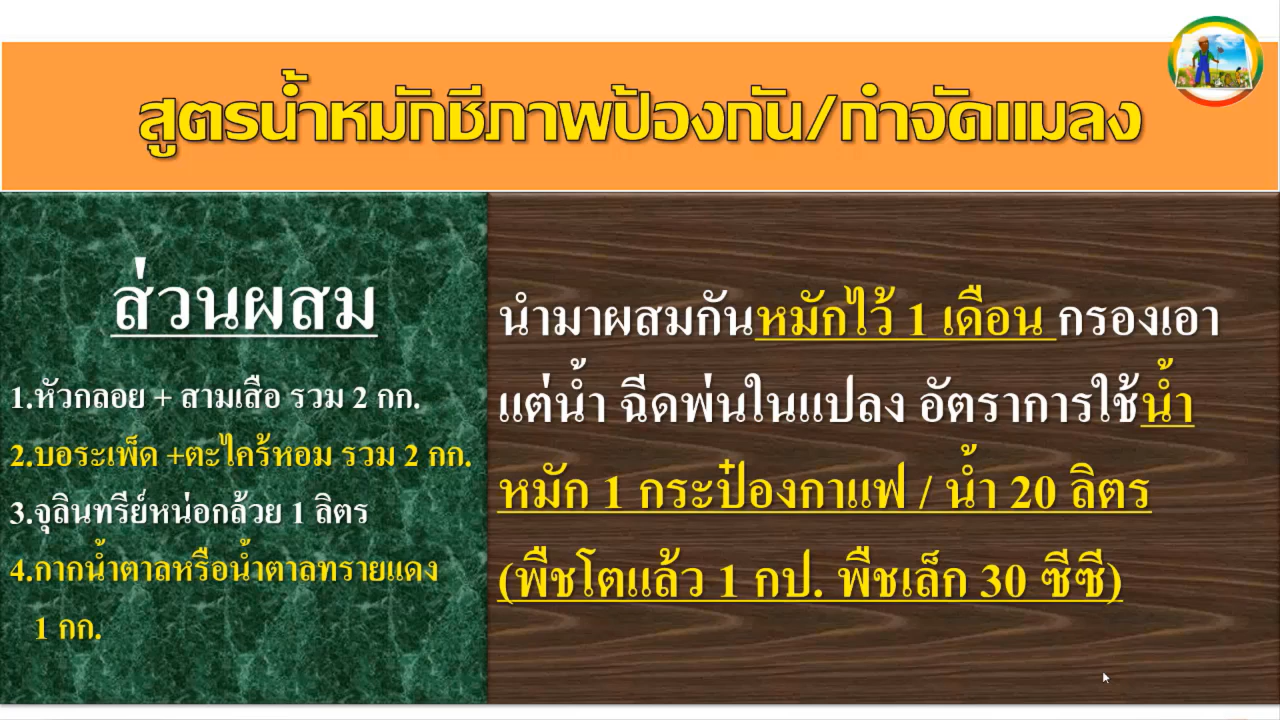 สูตรน้ำหมักชีภาพป้องกัน/กำจัดแมลง
ส่วนผสม
1.หัวกลอย + สามเสือ รวม 2 กก.
2.บอระเพ็ด +ตะไคร้หอม รวม 2 กก.
3.จุลินทรีย์หน่อกล้วย 1 ลิตร
4.กากน้ำตาลหรือน้ำตาลทรายแดง
1 กก.
นำมาผสมกันหมักไว้ 1 เดือน กรองเอา
แต่น้ำ ฉีดพ่นในแปลง อัตราการใช้น้ำ
หมัก 1 กระป๋องกาแฟ / น้ำ 20 ลิตร
(พืชโตแล้ว 1 กป. พืชเล็ก 30 ซีซี)